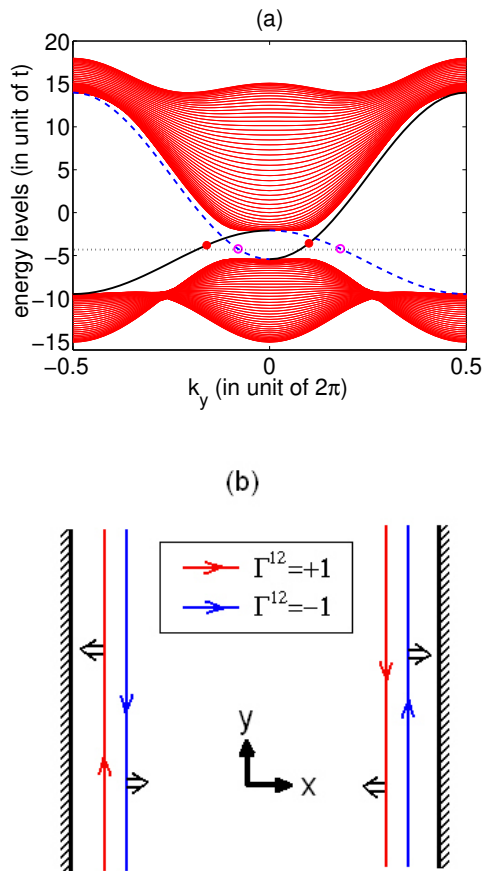 (a)
energy levels (in unit of t)
20
15
10
5
0
−5
−10
−15
−0.5
0
0.5
k_y (in unit of 2π)
(b)
Γ^12=+1
Γ^12=−1
y
x